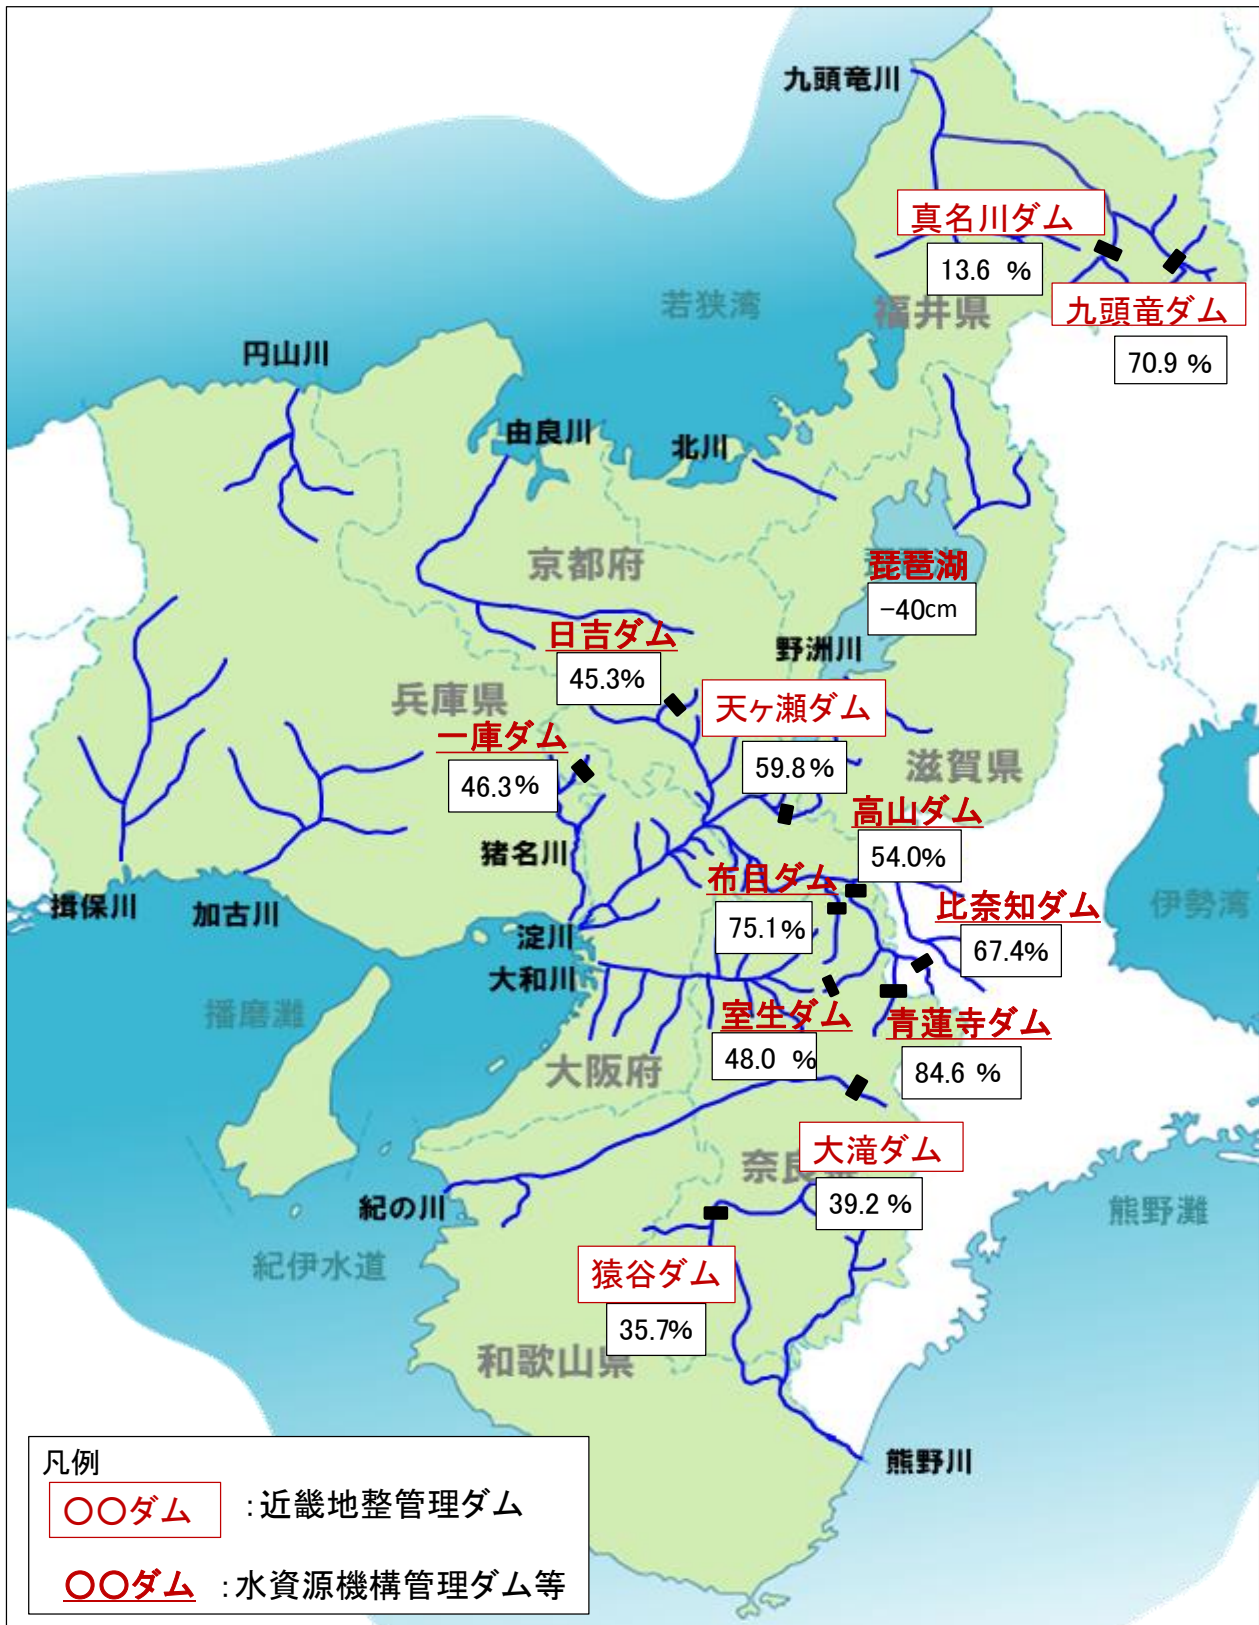 九頭竜川
真名川ダム
13.6 %
九頭竜ダム
70.9 %
若狭湾
福井県
円山川
由良川
北川
京都府
琵琶湖
-40cm
日吉ダム
45.3%
野洲川
兵庫県
天ヶ瀬ダム
59.8%
一庫ダム
46.3%
滋賀県
高山ダム
54.0%
猪名川
布目ダム
75.1%
比奈知ダム
67.4%
揖保川
加古川
淀川
大和川
伊勢湾
播磨灘
室生ダム
48.0 %
青蓮寺ダム
84.6 %
大阪府
大滝ダム
39.2 %
奈良県
紀の川
熊野灘
紀伊水道
猿谷ダム
35.7%
和歌山県
熊野川
凡例
〇〇ダム :近畿地整管理ダム
〇〇ダム :水資源機構管理ダム等